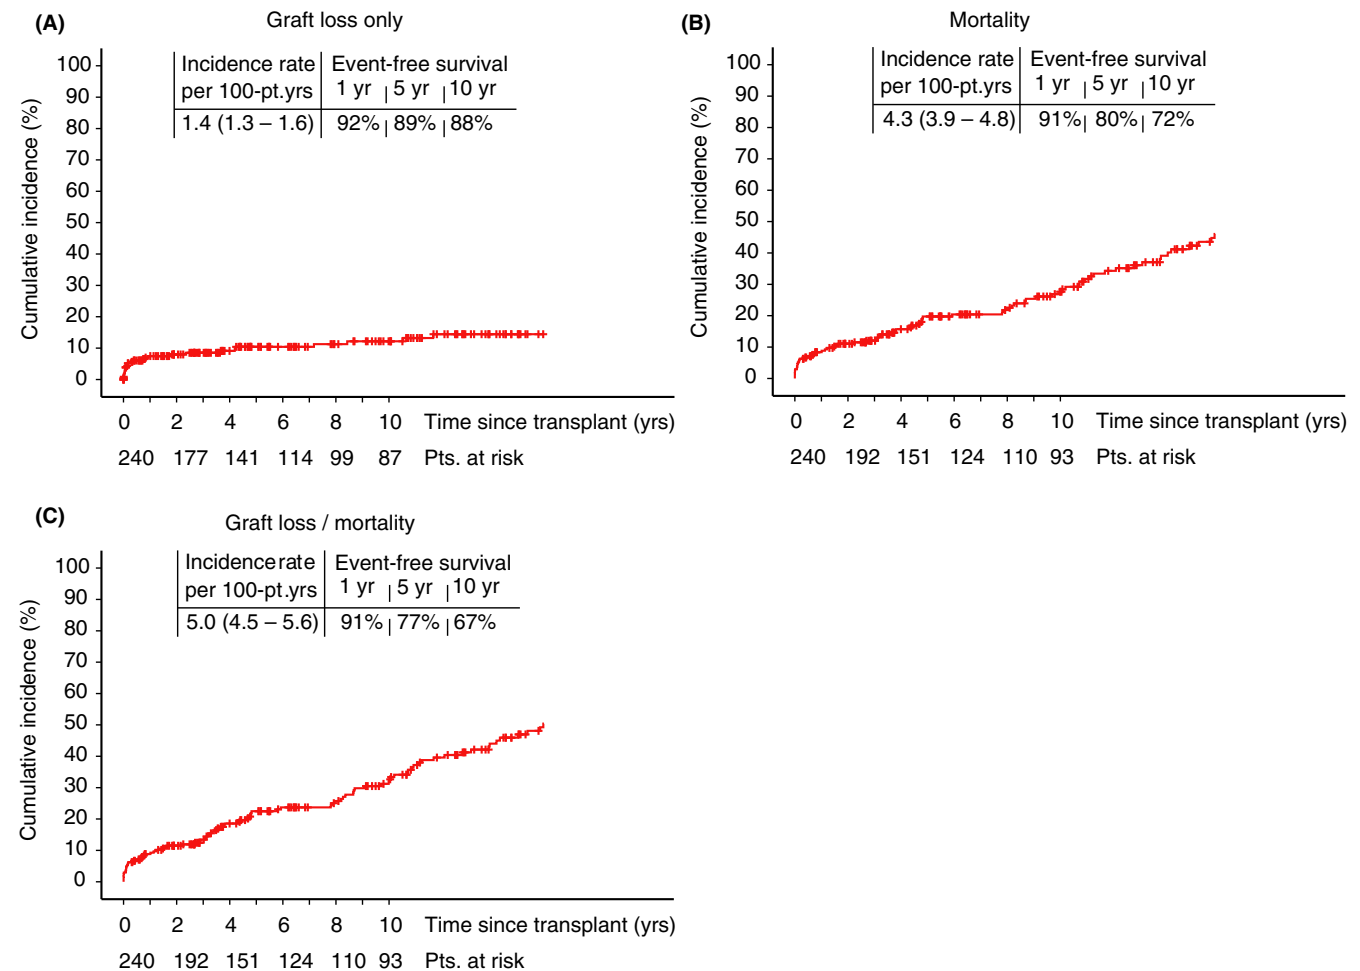 (A) Graft loss only
Incidence rate Event-free survival
per 100-pt.yrs 1 yr 5 yr 10 yr
1.4 (1.3 – 1.6) 92% 89% 88%
Cumulative incidence (%)
100
90
80
70
60
50
40
30
20
10
0
0 2 4 6 8 10 Time since transplant (yrs)
240 177 141 114 99 87 Pts. at risk
(B) Mortality
Incidence rate Event-free survival
per 100-pt.yrs 1 yr 5 yr 10 yr
4.3 (3.9 – 4.8) 91% 80% 72%
Cumulative incidence (%)
100
90
80
70
60
50
40
30
20
10
0
0 2 4 6 8 10 Time since transplant (yrs)
240 192 151 124 110 93 Pts. at risk
(C) Graft loss / mortality
Incidence rate Event-free survival
per 100-pt.yrs 1 yr 5 yr 10 yr
5.0 (4.5 – 5.6) 91% 77% 67%
Cumulative incidence (%)
100
90
80
70
60
50
40
30
20
10
0
0 2 4 6 8 10 Time since transplant (yrs)
240 192 151 124 110 93 Pts. at risk